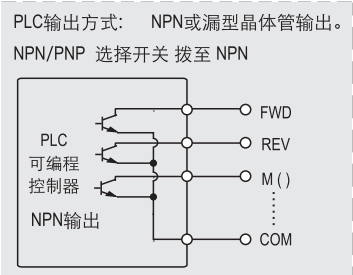 PLC输出方式： NPN或漏型晶体管输出。
NPN/PNP 选择开关 拨至 NPN
FWD
PLC
REV
可编程
控制器
M ( )
NPN输出
COM